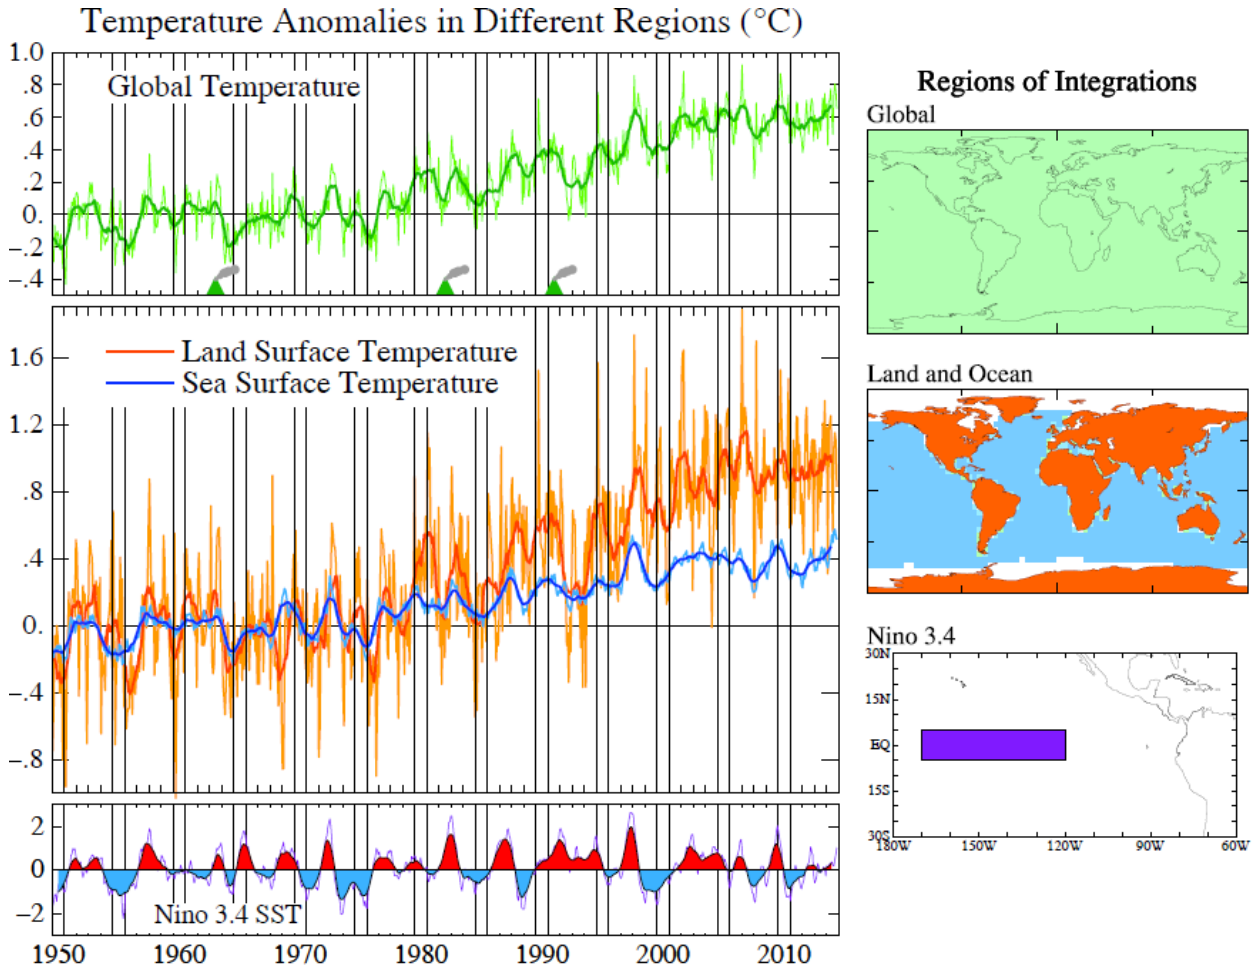 Temperature Anomalies in Different Regions (°C)
1.0
.8
.6
.4
.2
0.
−.2
−.4
Global Temperature
1.6
1.2
.8
.4
0.
−.4
−.8
Land Surface Temperature
Sea Surface Temperature
2
0
−2
Nino 3.4 SST
1950 1960 1970 1980 1990 2000 2010
Regions of Integrations
Global
Land and Ocean
Nino 3.4
30N
15N
EQ
15S
30S
180W 150W 120W 90W 60W